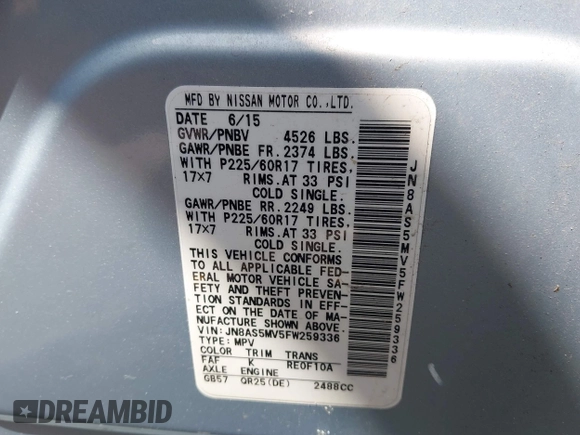 MFD BY NISSAN MOTOR CO.,LTD.
DATE 6/15
GVWR/PNBV 4526 LBS.
GAWR/PNBE FR. 2374 LBS.
WITH P225/60R17 TIRES,
17×7 RIMS.AT 33 PSI
COLD SINGLE.
GAWR/PNBE RR. 2249 LBS.
WITH P225/60R17 TIRES,
17×7 RIMS.AT 33 PSI
COLD SINGLE.
THIS VEHICLE CONFORMS
TO ALL APPLICABLE FED-
ERAL MOTOR VEHICLE SA-
FETY AND THEFT PREVEN-
TION STANDARDS IN EFF-
ECT ON THE DATE OF MA-
NUFACTURE SHOWN ABOVE.
VIN: JN8AS5MV5FW259336
TYPE: MPV
COLOR TRIM TRANS
FAF K RE0F10A
AXLE ENGINE
GB57 QR25(DE) 2488CC
JN8AS5MV5FW259336
DREAMBID
dreambid.com